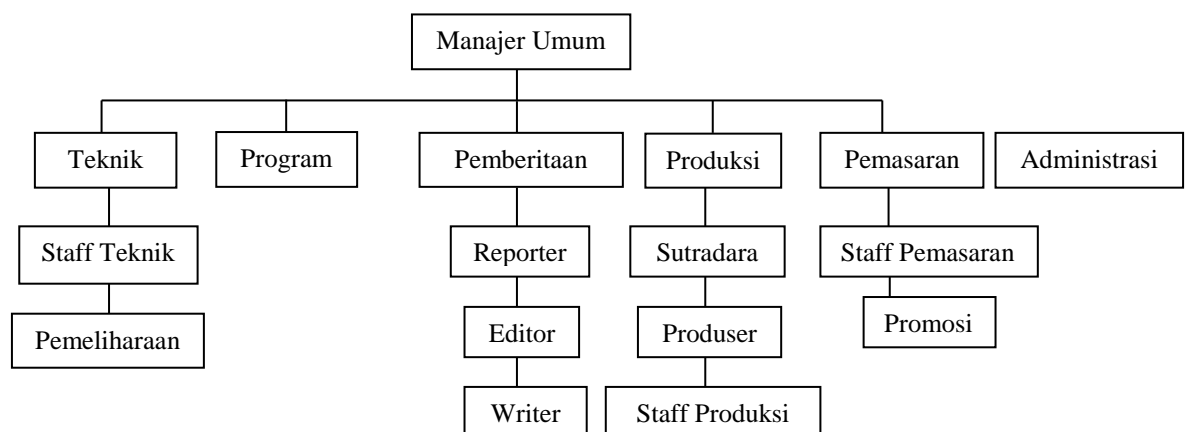 Manajer Umum
Teknik
Program
Pemberitaan
Produksi
Pemasaran
Administrasi
Staff Teknik
Reporter
Sutradara
Staff Pemasaran
Pemeliharaan
Editor
Produser
Promosi
Writer
Staff Produksi